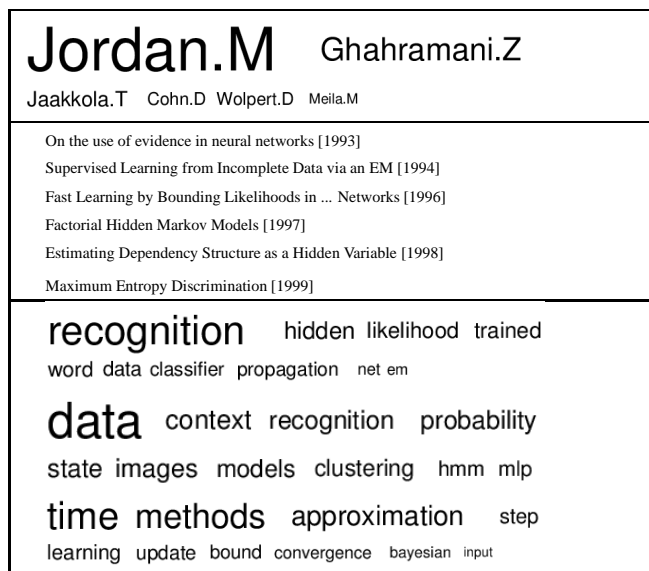 Jordan.M Ghahramani.Z
Jaakkola.T Cohn.D Wolpert.D Meila.M
On the use of evidence in neural networks [1993]
Supervised Learning from Incomplete Data via an EM [1994]
Fast Learning by Bounding Likelihoods in ... Networks [1996]
Factorial Hidden Markov Models [1997]
Estimating Dependency Structure as a Hidden Variable [1998]
Maximum Entropy Discrimination [1999]
recognition hidden likelihood trained
word data classifier propagation net em
data context recognition probability
state images models clustering hmm mlp
time methods approximation step
learning update bound convergence bayesian input